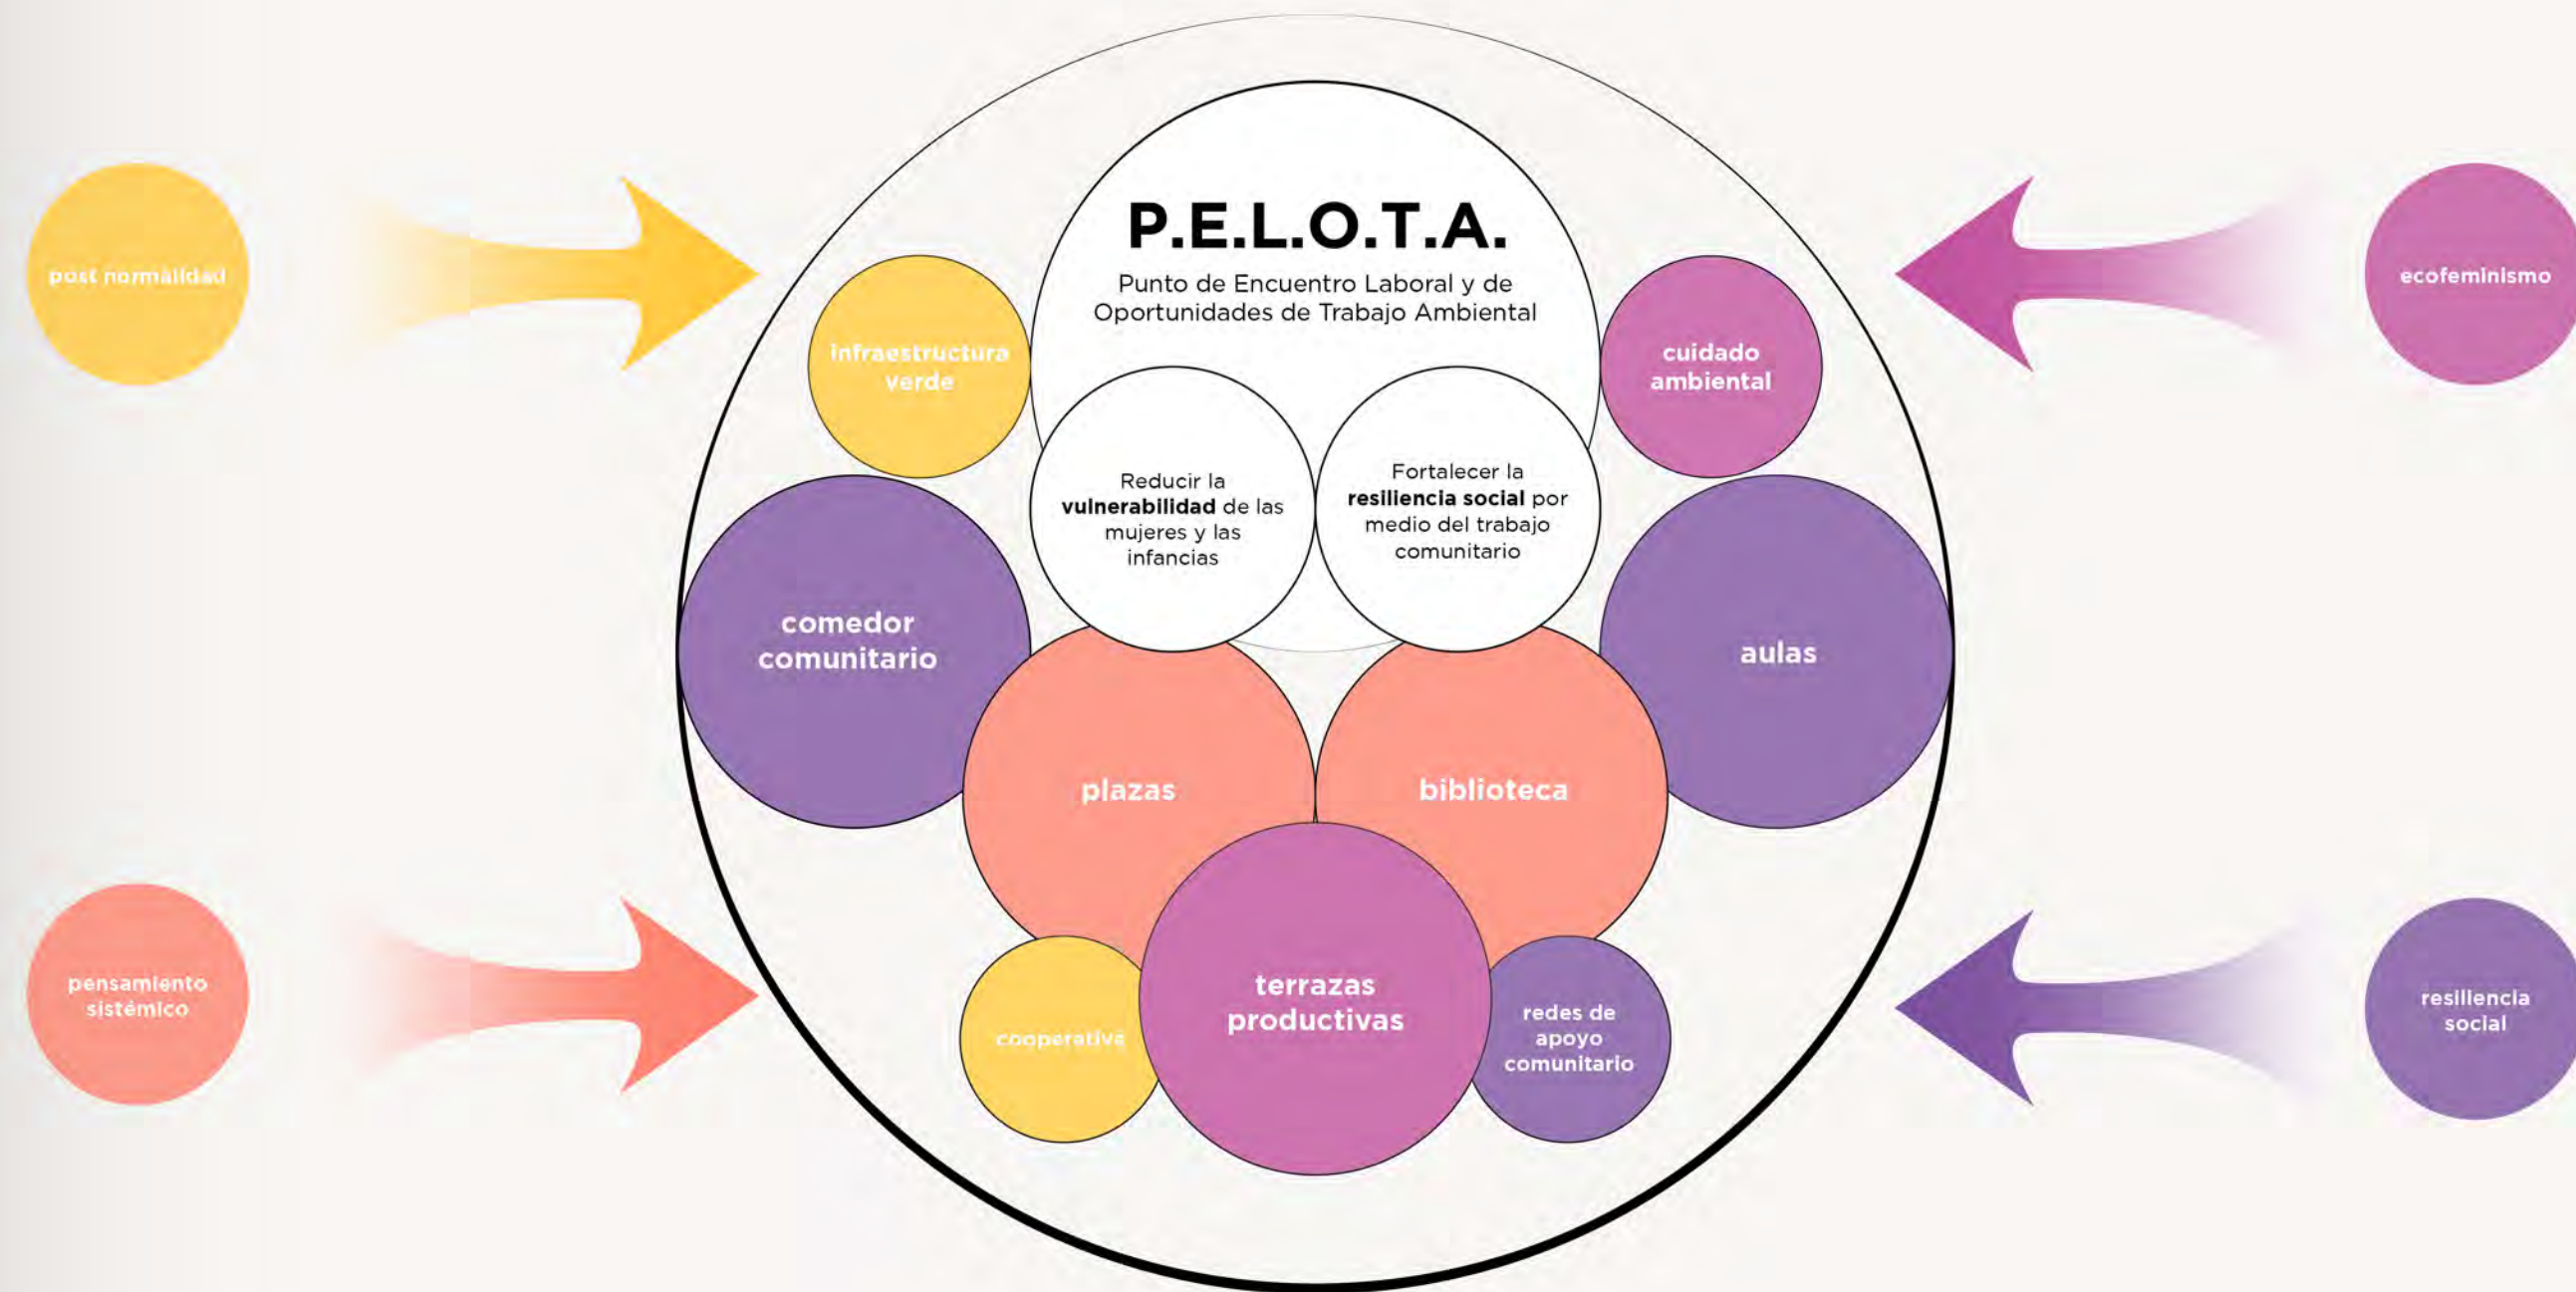 P.E.L.O.T.A.
Punto de Encuentro Laboral y de
Oportunidades de Trabajo Ambiental
post normalidad
ecofeminismo
infraestructura
verde
cuidado
ambiental
Reducir la
vulnerabilidad de las
mujeres y las
infancias
Fortalecer la
resiliencia social por
medio del trabajo
comunitario
comedor
comunitario
aulas
plazas
biblioteca
pensamiento
sistémico
cooperativa
terrazas
productivas
redes de
apoyo
comunitario
resiliencia
social